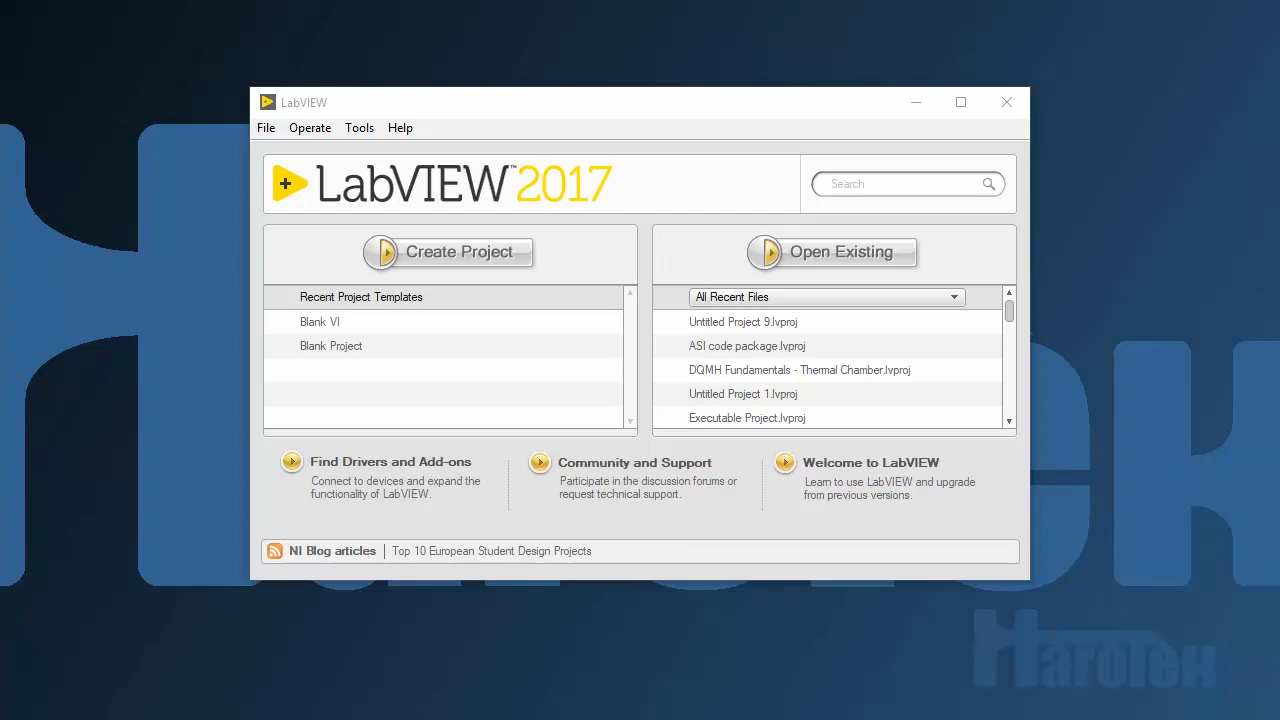 LabVIEW
File Operate Tools Help
LabVIEW™ 2017
Search
Create Project
Open Existing
Recent Project Templates
All Recent Files
Blank VI
Untitled Project 9.lvproj
Blank Project
ASI code package.lvproj
DQMH Fundamentals - Thermal Chamber.lvproj
Untitled Project 1.lvproj
Executable Project.lvproj
Find Drivers and Add-ons
Connect to devices and expand the
functionality of LabVIEW.
Community and Support
Participate in the discussion forums or
request technical support.
Welcome to LabVIEW
Learn to use LabVIEW and upgrade
from previous versions.
NI Blog articles | Top 10 European Student Design Projects
HaroTek